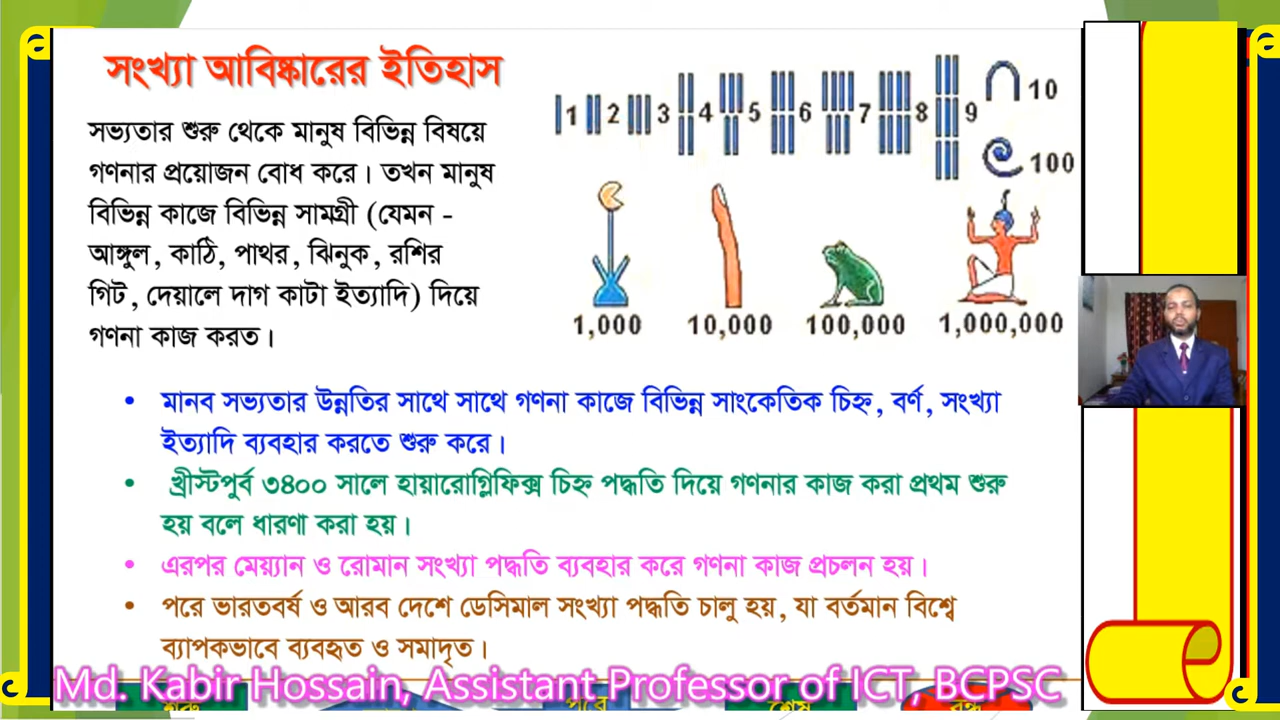 সংখ্যা আবিষ্কারের ইতিহাস
সভ্যতার শুরু থেকে মানুষ বিভিন্ন বিষয়ে
গণনার প্রয়োজন বোধ করে। তখন মানুষ
বিভিন্ন কাজে বিভিন্ন সামগ্রী (যেমন -
আঙ্গুল, কাঠি, পাথর, ঝিনুক, রশির
গিট, দেয়ালে দাগ কাটা ইত্যাদি) দিয়ে
গণনা কাজ করত।
1 2 3 4 5 6 7 8 9 10
100
1,000 10,000 100,000 1,000,000
• মানব সভ্যতার উন্নতির সাথে সাথে গণনা কাজে বিভিন্ন সাংকেতিক চিহ্ন, বর্ণ, সংখ্যা
ইত্যাদি ব্যবহার করতে শুরু করে।
• খ্রীস্টপুর্ব ৩৪০০ সালে হায়ারোগ্লিফিক্স চিহ্ন পদ্ধতি দিয়ে গণনার কাজ করা প্রথম শুরু
হয় বলে ধারণা করা হয়।
• এরপর মেয়্যান ও রোমান সংখ্যা পদ্ধতি ব্যবহার করে গণনা কাজ প্রচলন হয়।
• পরে ভারতবর্ষ ও আরব দেশে ডেসিমাল সংখ্যা পদ্ধতি চালু হয়, যা বর্তমান বিশ্বে
ব্যাপকভাবে ব্যবহৃত ও সমাদৃত।
Md. Kabir Hossain, Assistant Professor of ICT, BCPSC
শুরু পরে শেষ